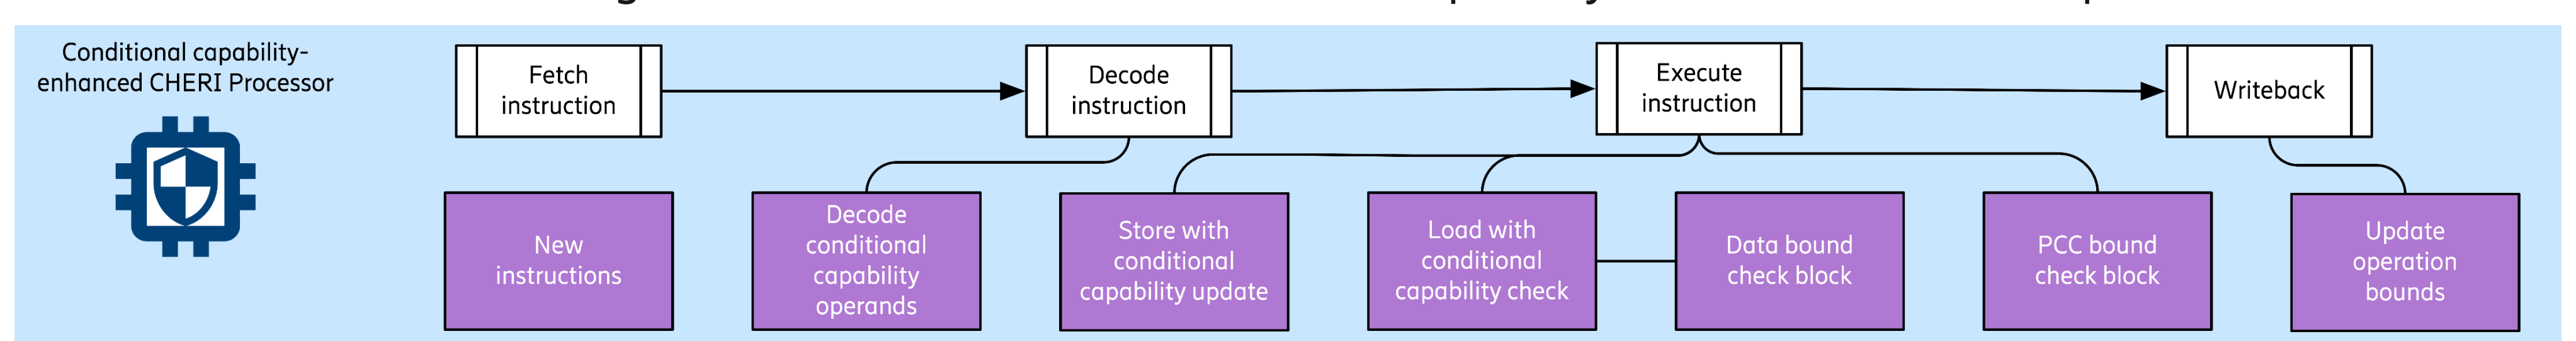 Conditional capability-
enhanced CHERI Processor
Fetch
instruction
Decode
instruction
Execute
instruction
Writeback
New
instructions
Decode
conditional
capability
operands
Store with
conditional
capability update
Load with
conditional
capability check
Data bound
check block
PCC bound
check block
Update
operation
bounds